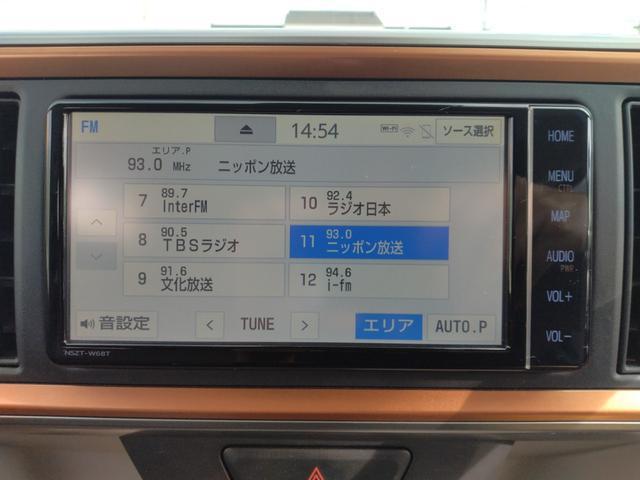 FM
14:54
Wi-Fi
ソース選択
エリア.P
93.0 MHz ニッポン放送
7 89.7 InterFM
8 90.5 TBSラジオ
9 91.6 文化放送
10 92.4 ラジオ日本
11 93.0 ニッポン放送
12 94.6 i-fm
音設定
< TUNE >
エリア
AUTO.P
NSZT-W68T
HOME
MENU
CTRL
MAP
AUDIO
PWR
VOL+
VOL-